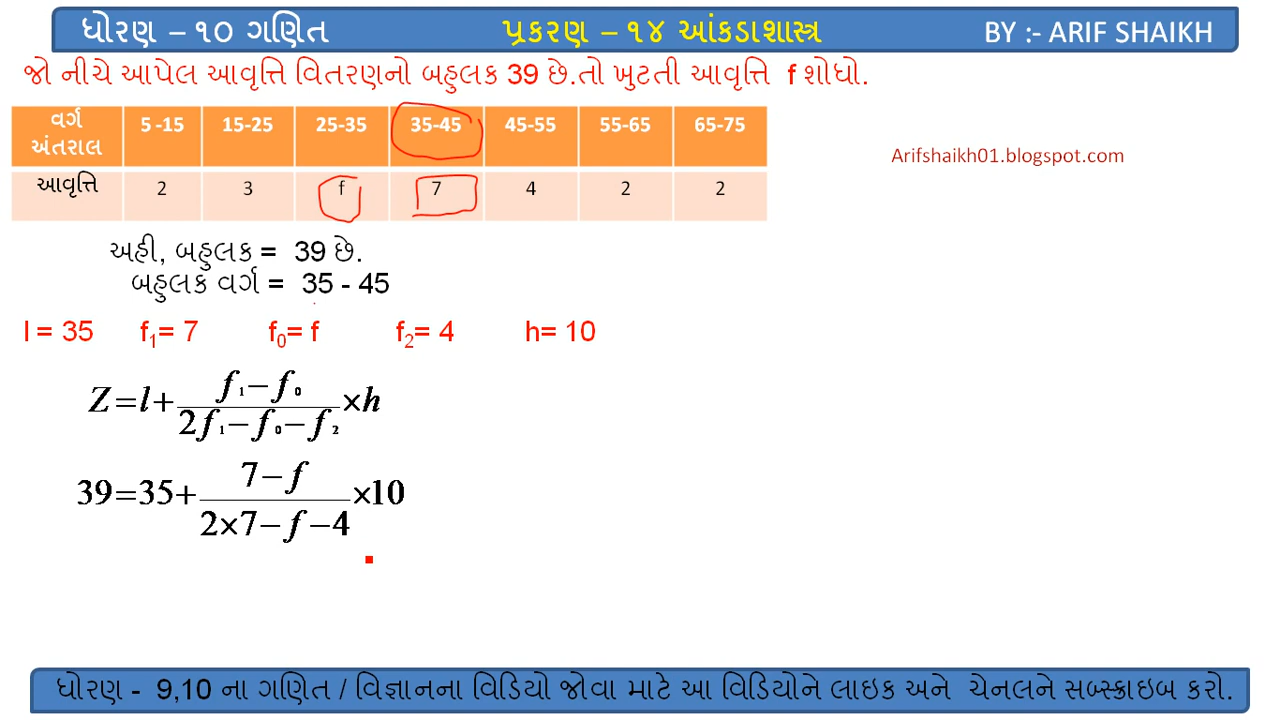 ધોરણ – ૧૦ ગણિત પ્રકરણ – ૧૪ આંકડાશાસ્ત્ર BY :- ARIF SHAIKH
જો નીચે આપેલ આવૃત્તિ વિતરણનો બહુલક 39 છે.તો ખુટતી આવૃત્તિ f શોધો.
વર્ગ અંતરાલ 5 -15 15-25 25-35 35-45 45-55 55-65 65-75
Arifshaikh01.blogspot.com
આવૃત્તિ 2 3 f 7 4 2 2
અહી, બહુલક = 39 છે.
બહુલક વર્ગ = 35 - 45
l = 35 f₁= 7 f₀= f f₂= 4 h= 10
Z=l+(f₁−f₀)/(2f₁−f₀−f₂)×h
39=35+(7−f)/(2×7−f−4)×10
ધોરણ - 9,10 ના ગણિત / વિજ્ઞાનના વિડિયો જોવા માટે આ વિડિયોને લાઇક અને ચેનલને સબ્સ્ક્રાઇબ કરો.